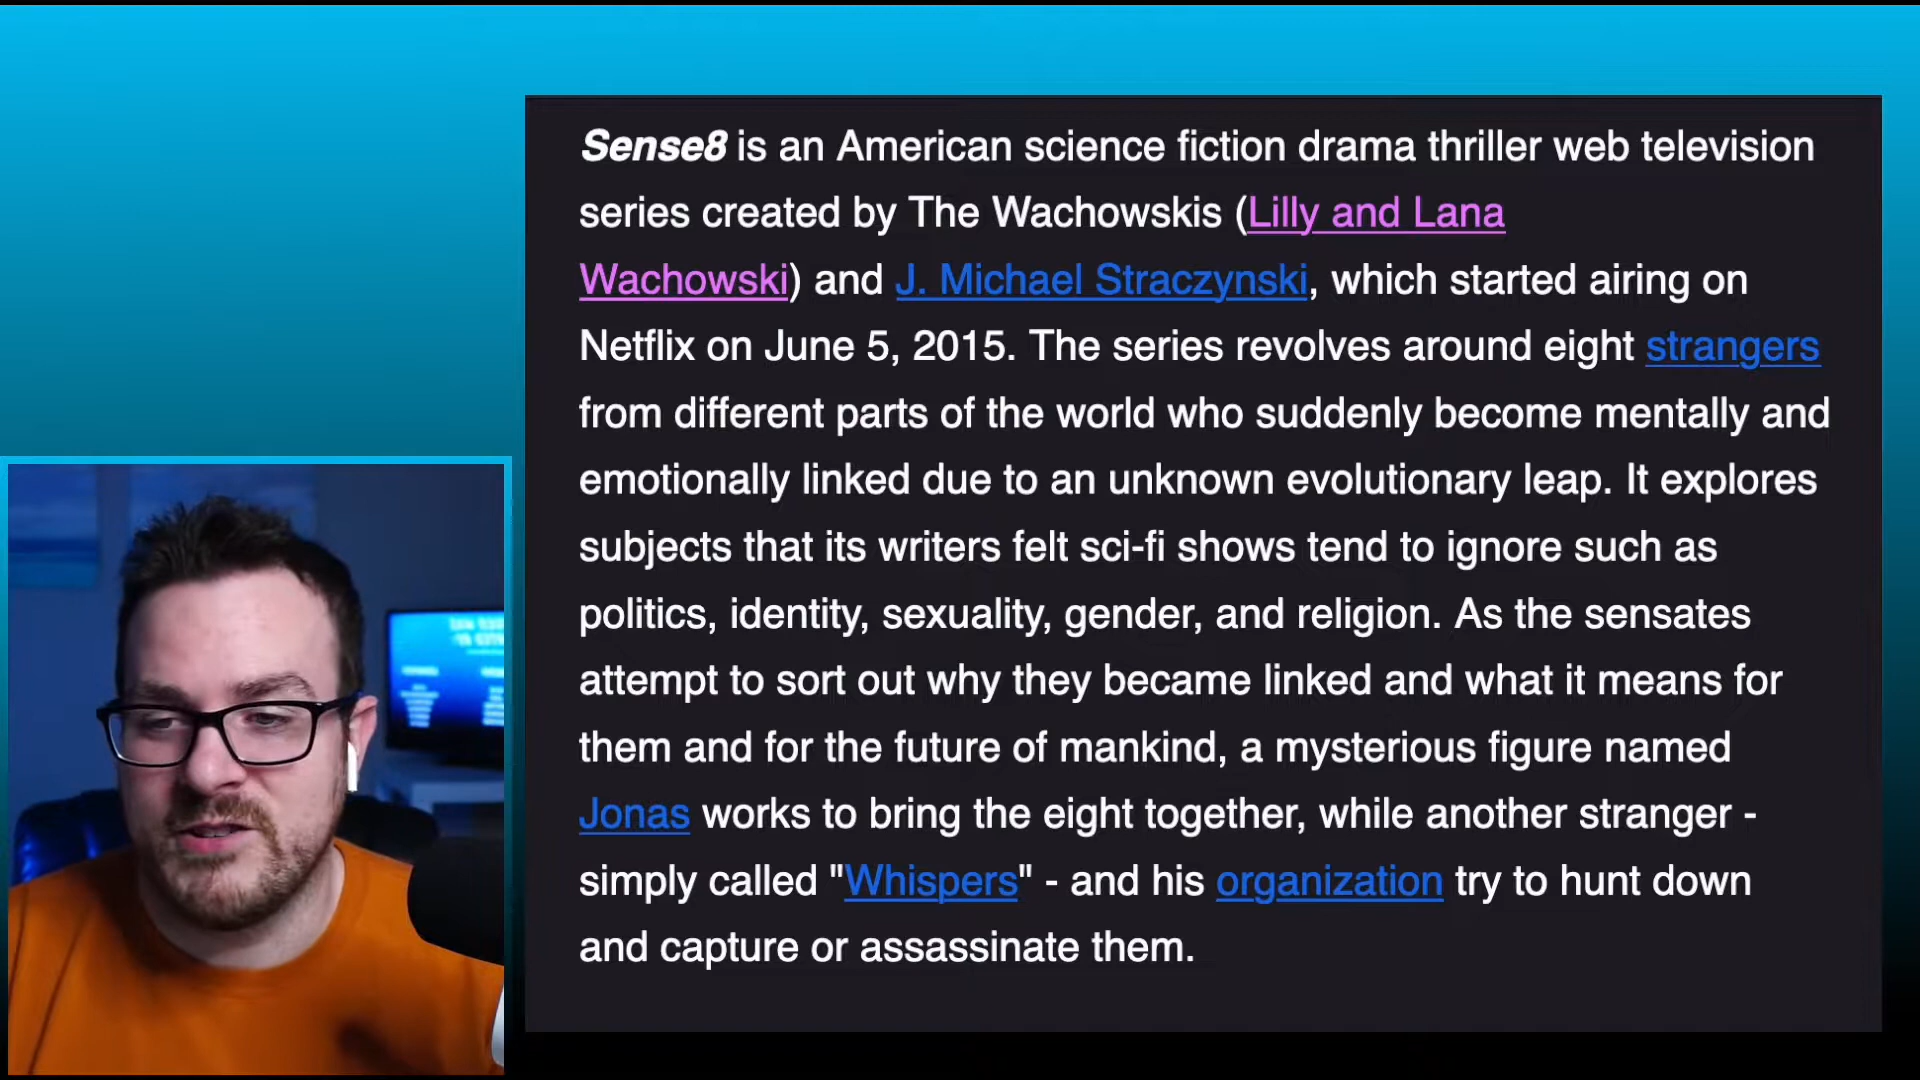 Sense8 is an American science fiction drama thriller web television
series created by The Wachowskis (Lilly and Lana
Wachowski) and J. Michael Straczynski, which started airing on
Netflix on June 5, 2015. The series revolves around eight strangers
from different parts of the world who suddenly become mentally and
emotionally linked due to an unknown evolutionary leap. It explores
subjects that its writers felt sci-fi shows tend to ignore such as
politics, identity, sexuality, gender, and religion. As the sensates
attempt to sort out why they became linked and what it means for
them and for the future of mankind, a mysterious figure named
Jonas works to bring the eight together, while another stranger -
simply called "Whispers" - and his organization try to hunt down
and capture or assassinate them.